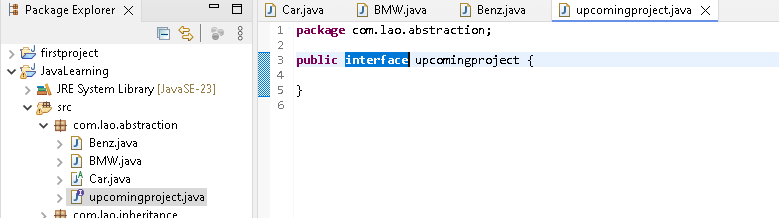 Package Explorer
firstproject
JavaLearning
JRE System Library [JavaSE-23]
src
com.lao.abstraction
Benz.java
BMW.java
Car.java
upcomingproject.java
com.lao.inheritance
Car.java
BMW.java
Benz.java
upcomingproject.java
1 package com.lao.abstraction;
2
3 public interface upcomingproject {
4
5 }
6